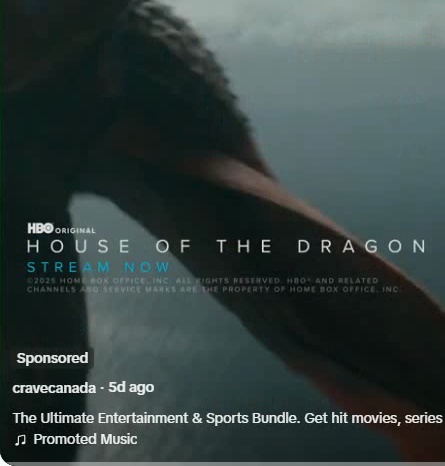 HBO ORIGINAL
HOUSE OF THE DRAGON
STREAM NOW
©2026 HOME BOX OFFICE, INC. ALL RIGHTS RESERVED. HBO® AND RELATED
CHANNELS AND SERVICE MARKS ARE THE PROPERTY OF HOME BOX OFFICE, INC.
Sponsored
cravecanada · 5d ago
The Ultimate Entertainment & Sports Bundle. Get hit movies, series
♫ Promoted Music